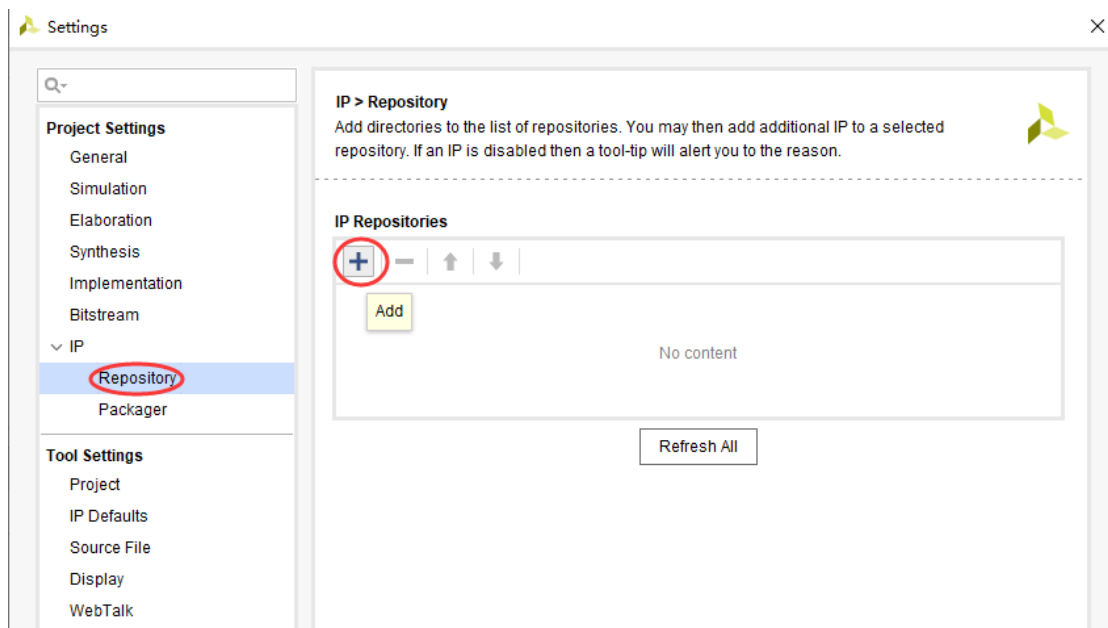 Settings
Project Settings
General
Simulation
Elaboration
Synthesis
Implementation
Bitstream
IP
Repository
Packager
Tool Settings
Project
IP Defaults
Source File
Display
WebTalk
IP > Repository
Add directories to the list of repositories. You may then add additional IP to a selected
repository. If an IP is disabled then a tool-tip will alert you to the reason.
IP Repositories
Add
No content
Refresh All